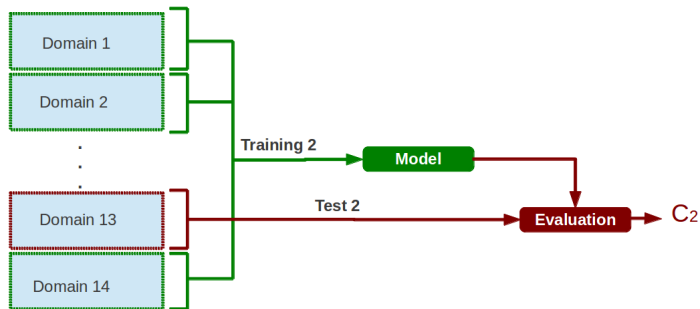 Domain 1
Domain 2
.
.
.
Training 2
Model
Domain 13
Test 2
Evaluation
C2
Domain 14